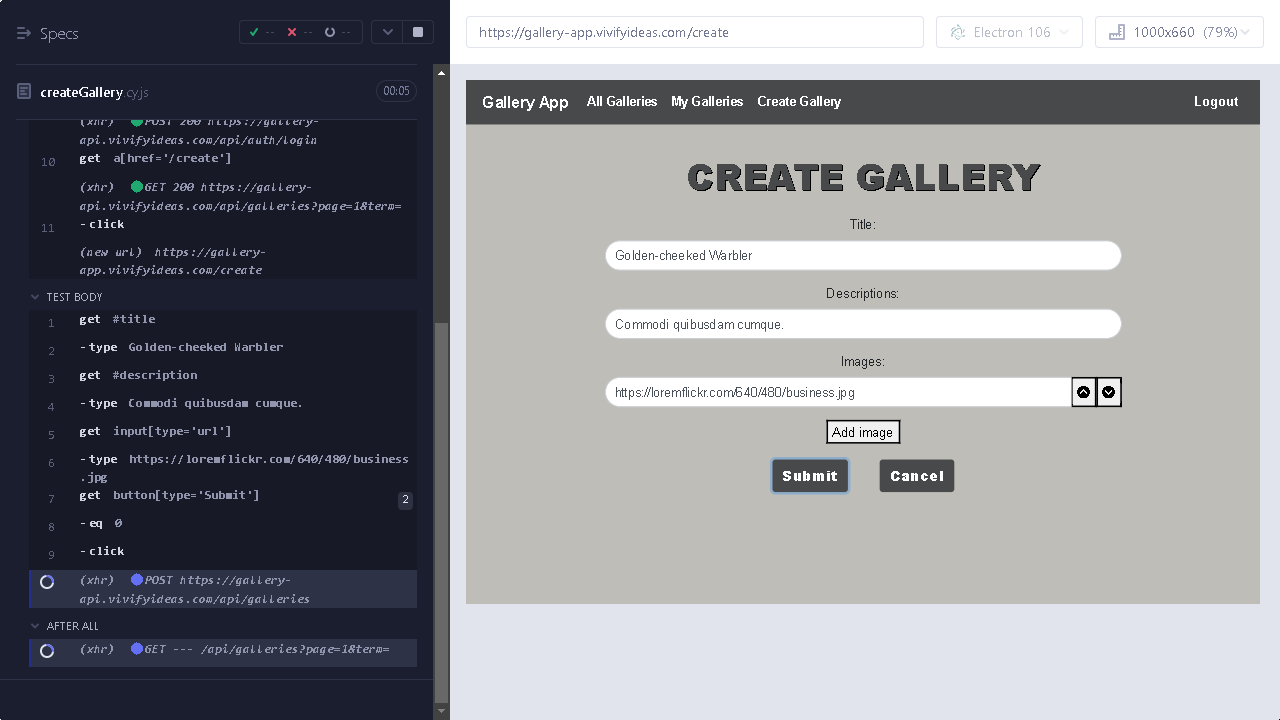 Specs
--
--
--
https://gallery-app.vivifyideas.com/create
Electron 106
1000x660 (79%)
createGallery cy.js
00:05
(xhr) POST 200 https://gallery-
api.vivifyideas.com/api/auth/login
10 get a[href='/create']
(xhr) GET 200 https://gallery-
api.vivifyideas.com/api/galleries?page=1&term=
11 -click
(new url) https://gallery-
app.vivifyideas.com/create
TEST BODY
1 get #title
2 -type Golden-cheeked Warbler
3 get #description
4 -type Commodi quibusdam cumque.
5 get input[type='url']
6 -type https://loremflickr.com/640/480/business
.jpg
7 get button[type='Submit'] 2
8 -eq 0
9 -click
(xhr) POST https://gallery-
api.vivifyideas.com/api/galleries
AFTER ALL
(xhr) GET --- /api/galleries?page=1&term=
Gallery App All Galleries My Galleries Create Gallery Logout
CREATE GALLERY
Title:
Golden-cheeked Warbler
Descriptions:
Commodi quibusdam cumque.
Images:
https://loremflickr.com/640/480/business.jpg
Add image
Submit Cancel